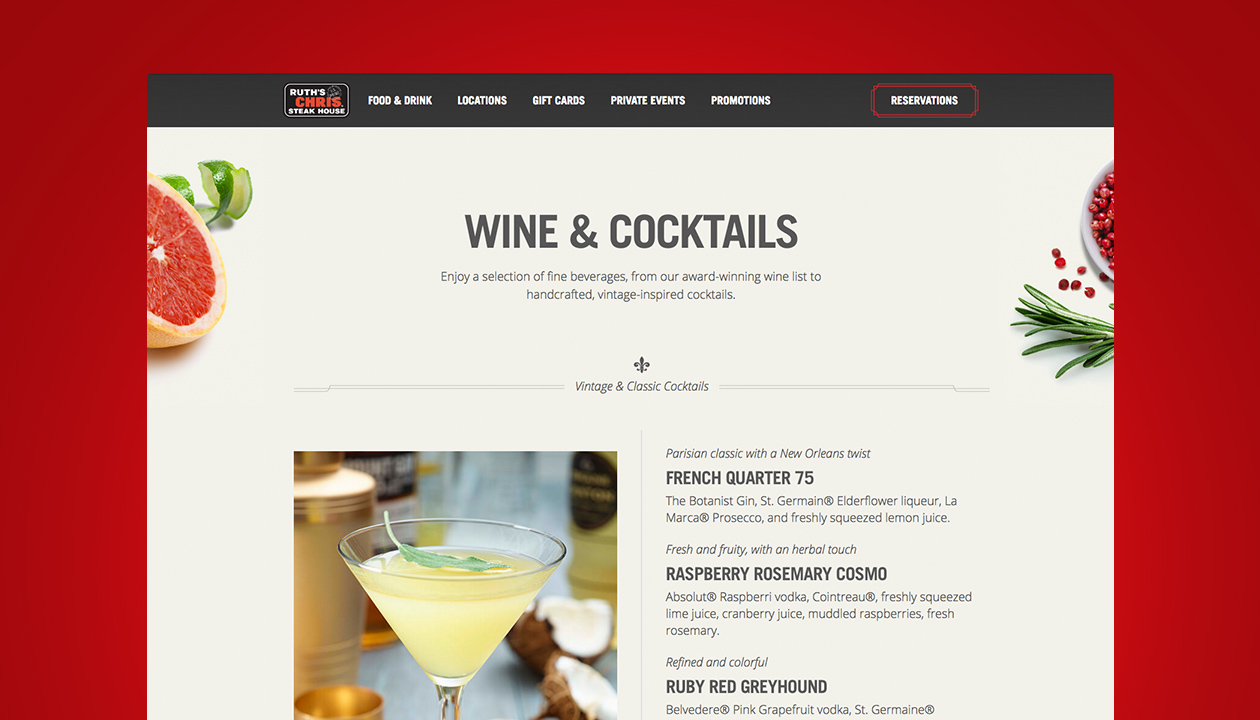 RUTH'S
CHRIS
STEAK HOUSE
FOOD & DRINK
LOCATIONS
GIFT CARDS
PRIVATE EVENTS
PROMOTIONS
RESERVATIONS
WINE & COCKTAILS
Enjoy a selection of fine beverages, from our award-winning wine list to
handcrafted, vintage-inspired cocktails.
Vintage & Classic Cocktails
Parisian classic with a New Orleans twist
FRENCH QUARTER 75
The Botanist Gin, St. Germain® Elderflower liqueur, La
Marca® Prosecco, and freshly squeezed lemon juice.
Fresh and fruity, with an herbal touch
RASPBERRY ROSEMARY COSMO
Absolut® Raspberri vodka, Cointreau®, freshly squeezed
lime juice, cranberry juice, muddled raspberries, fresh
rosemary.
Refined and colorful
RUBY RED GREYHOUND
Belvedere® Pink Grapefruit vodka, St. Germaine®